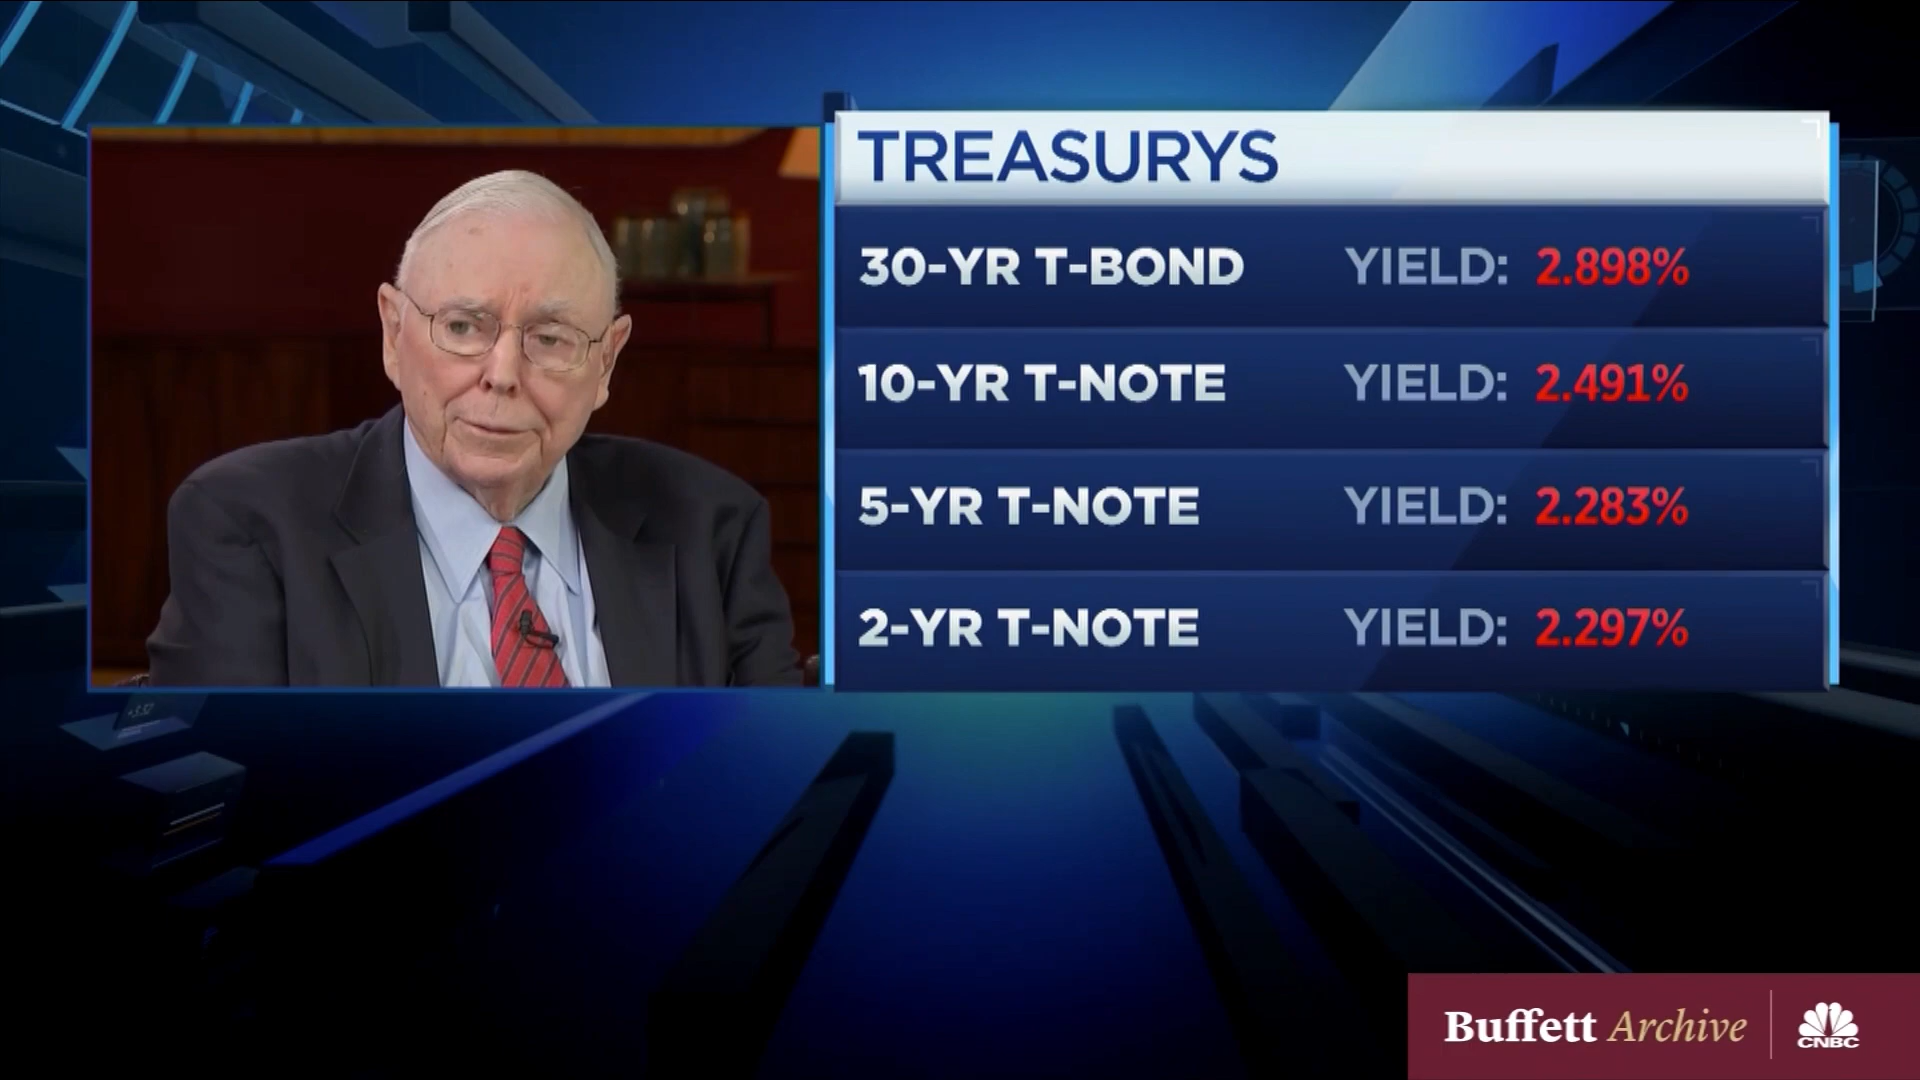 TREASURYS
30-YR T-BOND YIELD: 2.898%
10-YR T-NOTE YIELD: 2.491%
5-YR T-NOTE YIELD: 2.283%
2-YR T-NOTE YIELD: 2.297%
Buffett Archive
CNBC